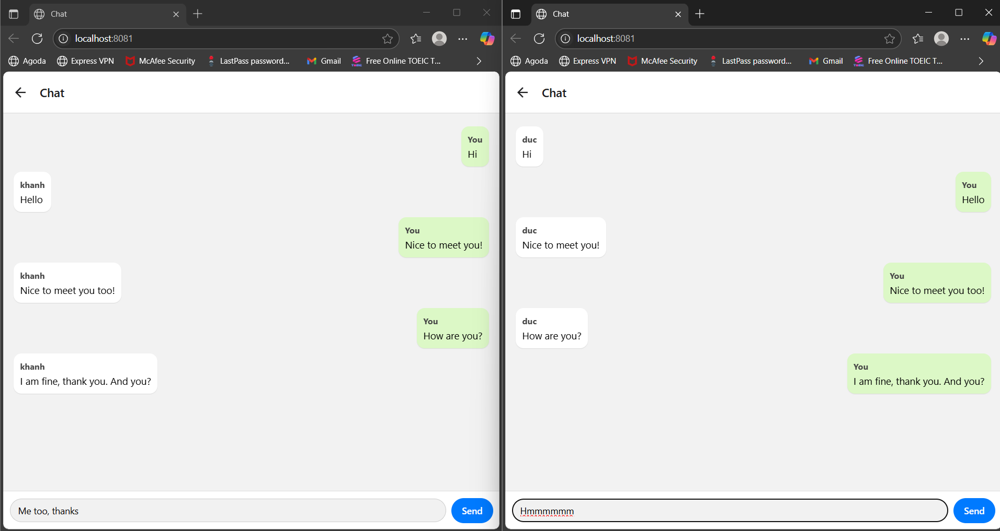 Chat
localhost:8081
Agoda
Express VPN
McAfee Security
LastPass password...
Gmail
Free Online TOEIC T...
Chat
You
Hi
khanh
Hello
You
Nice to meet you!
khanh
Nice to meet you too!
You
How are you?
khanh
I am fine, thank you. And you?
Me too, thanks
Send
Chat
localhost:8081
Agoda
Express VPN
McAfee Security
LastPass password...
Gmail
Free Online TOEIC T...
Chat
duc
Hi
You
Hello
duc
Nice to meet you!
You
Nice to meet you too!
duc
How are you?
You
I am fine, thank you. And you?
Hmmmmmm
Send